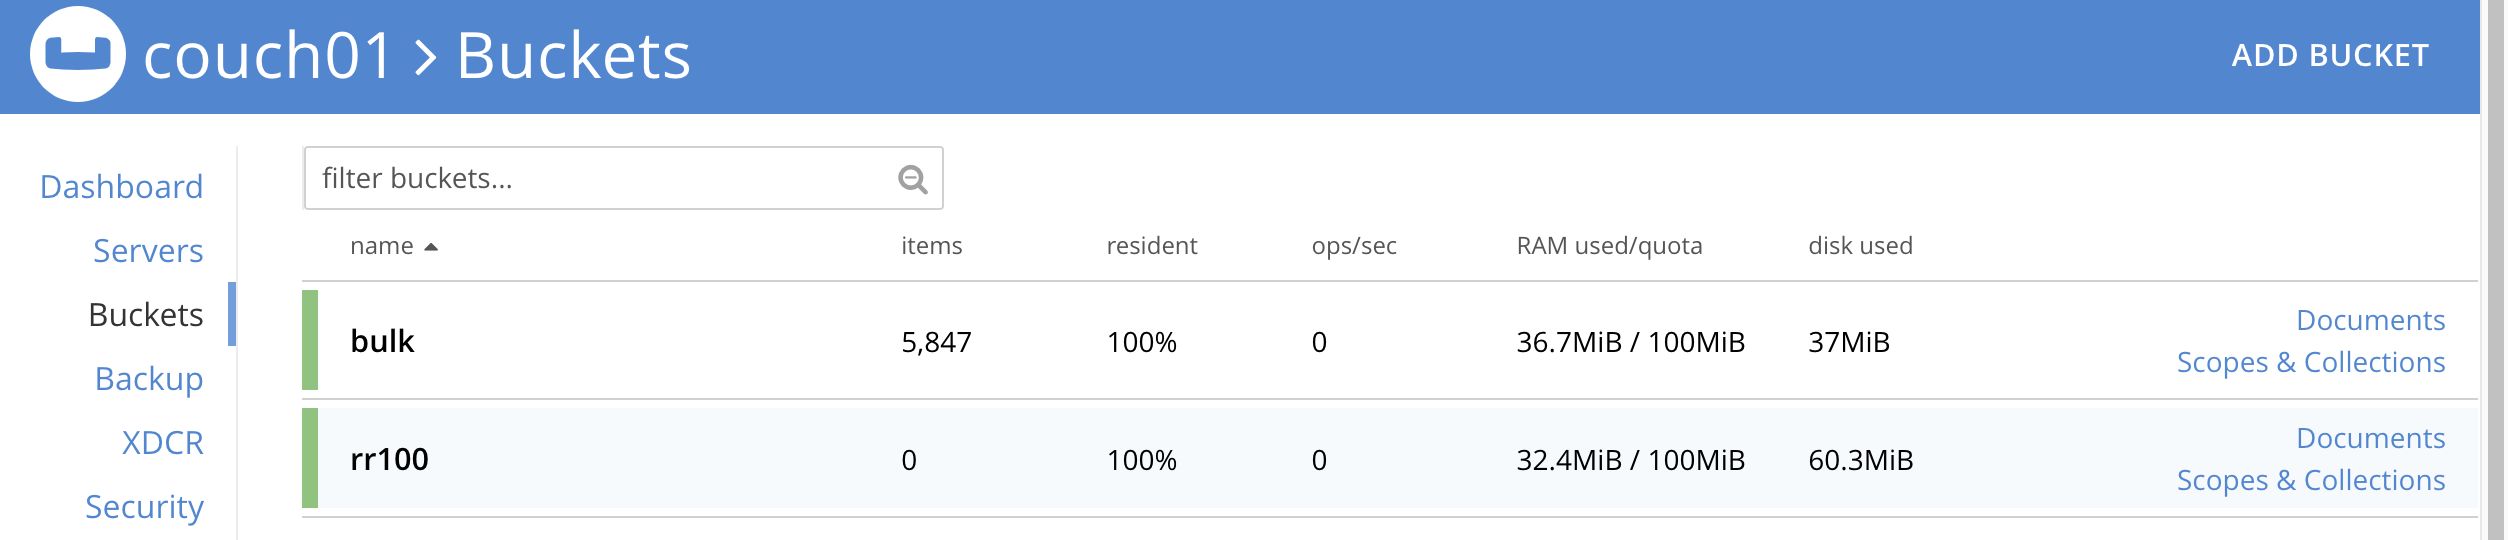 couch01 > Buckets
ADD BUCKET
Dashboard
Servers
Buckets
Backup
XDCR
Security
filter buckets...
name items resident ops/sec RAM used/quota disk used
bulk 5,847 100% 0 36.7MiB / 100MiB 37MiB Documents
Scopes & Collections
rr100 0 100% 0 32.4MiB / 100MiB 60.3MiB Documents
Scopes & Collections